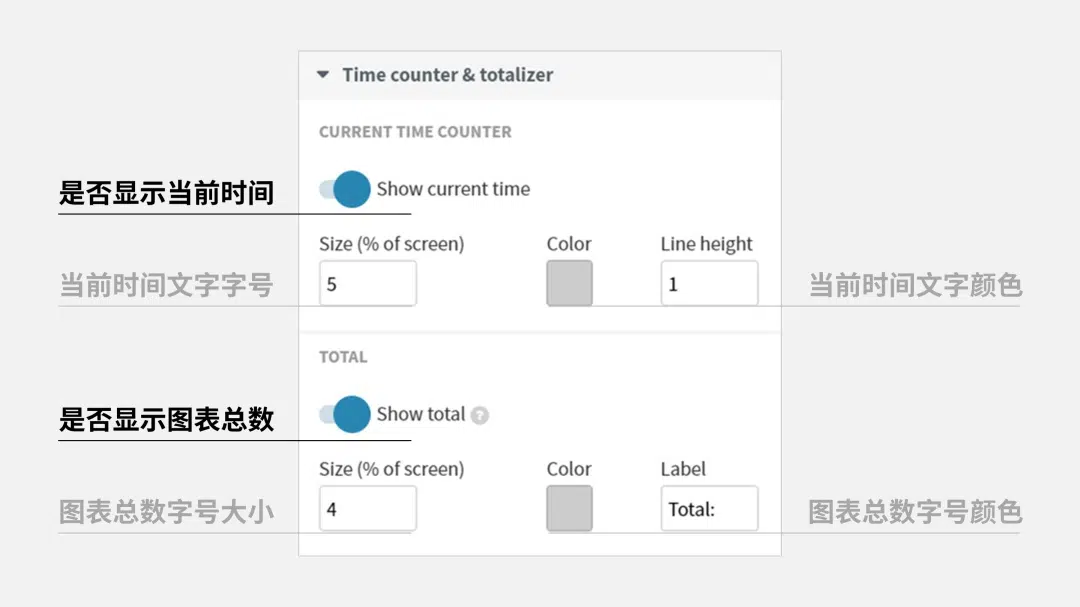 Time counter & totalizer
CURRENT TIME COUNTER
是否显示当前时间
Show current time
Size (% of screen)
Color
Line height
当前时间文字字号
5
1
当前时间文字颜色
TOTAL
是否显示图表总数
Show total ?
Size (% of screen)
Color
Label
图表总数字号大小
4
Total:
图表总数字号颜色